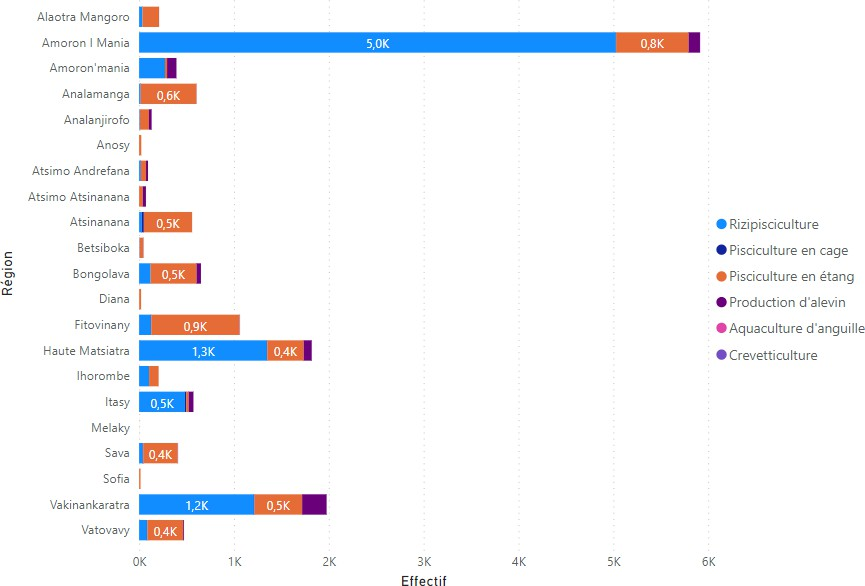 Région
Alaotra Mangoro
Amoron I Mania 5,0K 0,8K
Amoron'mania
Analamanga 0,6K
Analanjirofo
Anosy
Atsimo Andrefana
Atsimo Atsinanana
Atsinanana 0,5K
Betsiboka
Bongolava 0,5K
Diana
Fitovinany 0,9K
Haute Matsiatra 1,3K 0,4K
Ihorombe
Itasy 0,5K
Melaky
Sava 0,4K
Sofia
Vakinankaratra 1,2K 0,5K
Vatovavy 0,4K
0K 1K 2K 3K 4K 5K 6K
Effectif
Rizipisciculture
Pisciculture en cage
Pisciculture en étang
Production d'alevin
Aquaculture d'anguille
Crevetticulture